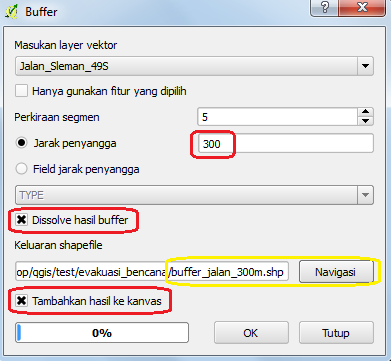 Buffer
Masukan layer vektor
Jalan_Sleman_49S
Hanya gunakan fitur yang dipilih
Perkiraan segmen
5
Jarak penyangga
300
Field jarak penyangga
TYPE
Dissolve hasil buffer
Keluaran shapefile
op/qgis/test/evakuasi_bencana/buffer_jalan_300m.shp
Navigasi
Tambahkan hasil ke kanvas
0%
OK
Tutup